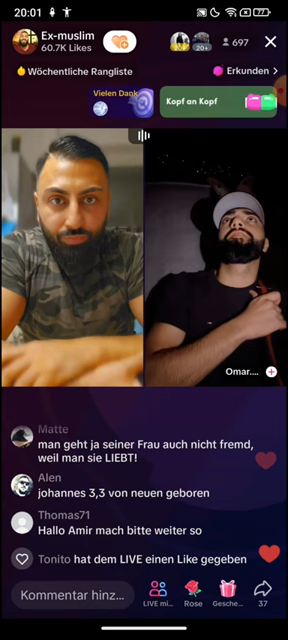 20:01
77
Ex-muslim
60.7K Likes
20+
697
Wöchentliche Rangliste
Erkunden >
Vielen Dank
Kopf an Kopf
Omar....
Matte
man geht ja seiner Frau auch nicht fremd,
weil man sie LIEBT!
Alen
johannes 3,3 von neuen geboren
Thomas71
Hallo Amir mach bitte weiter so
Tonito hat dem LIVE einen Like gegeben
Kommentar hinz...
LIVE mi...
Rose
Gesche...
37